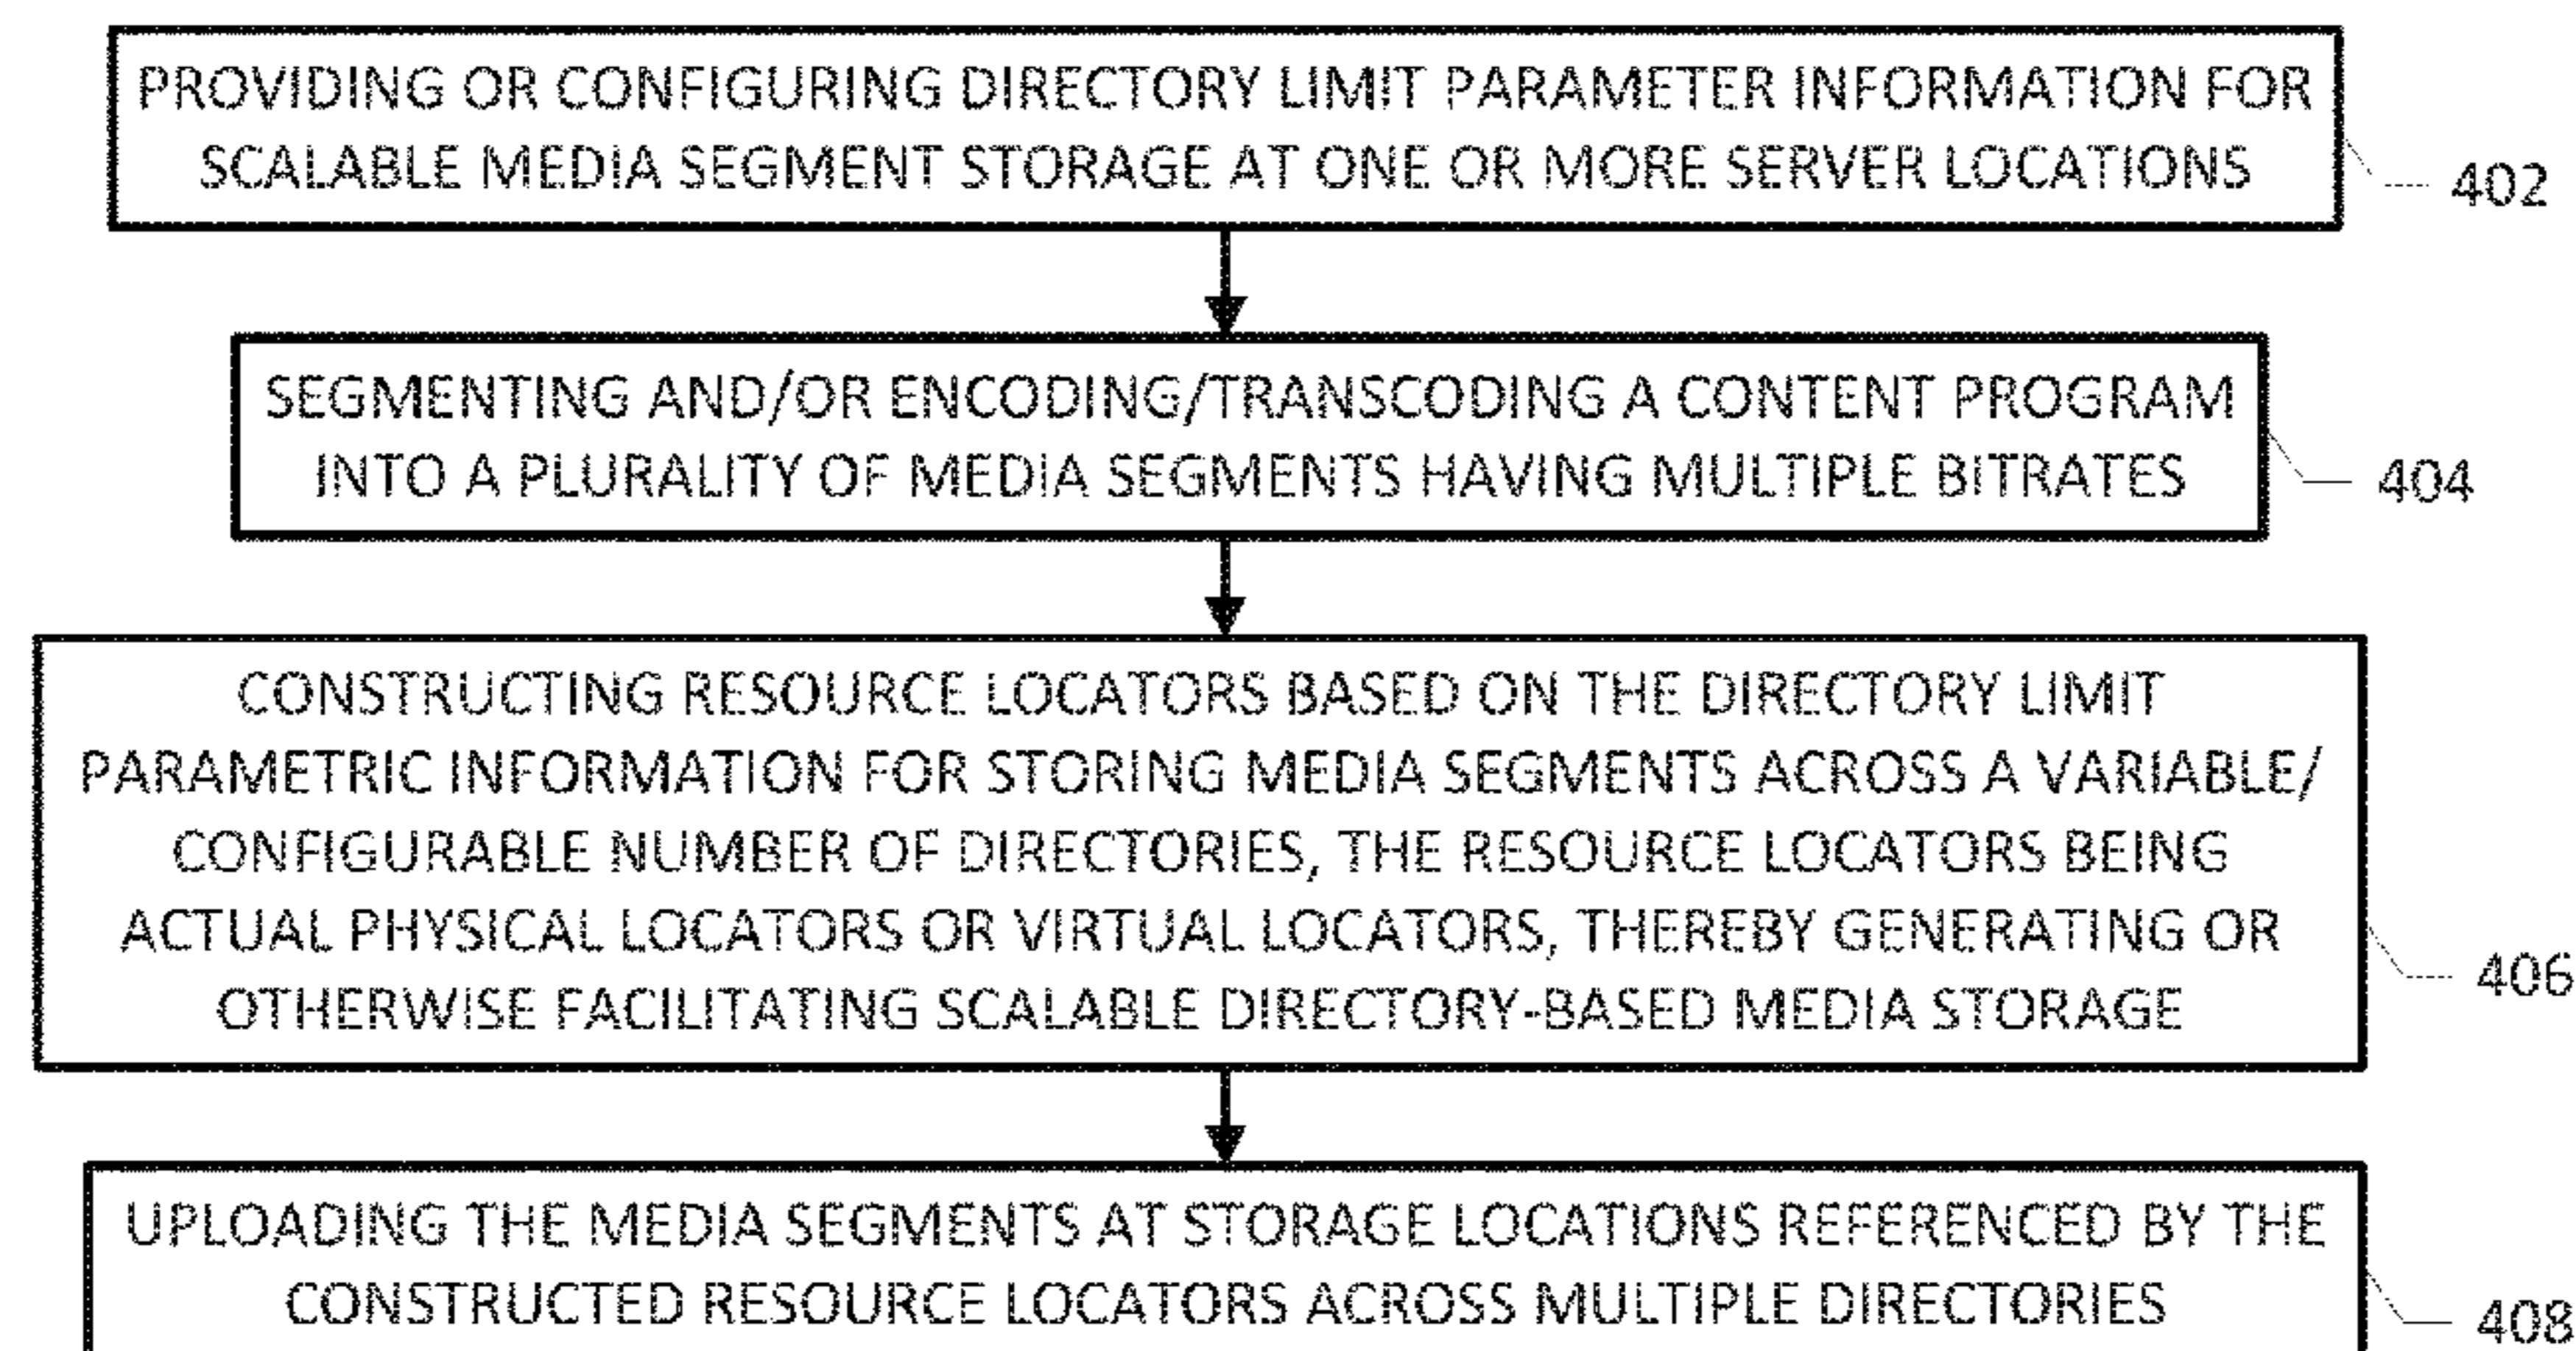 PROVIDING OR CONFIGURING DIRECTORY LIMIT PARAMETER INFORMATION FOR
SCALABLE MEDIA SEGMENT STORAGE AT ONE OR MORE SERVER LOCATIONS
402
SEGMENTING AND/OR ENCODING/TRANSCODING A CONTENT PROGRAM
INTO A PLURALITY OF MEDIA SEGMENTS HAVING MULTIPLE BITRATES
404
CONSTRUCTING RESOURCE LOCATORS BASED ON THE DIRECTORY LIMIT
PARAMETRIC INFORMATION FOR STORING MEDIA SEGMENTS ACROSS A VARIABLE/
CONFIGURABLE NUMBER OF DIRECTORIES, THE RESOURCE LOCATORS BEING
ACTUAL PHYSICAL LOCATORS OR VIRTUAL LOCATORS, THEREBY GENERATING OR
OTHERWISE FACILITATING SCALABLE DIRECTORY-BASED MEDIA STORAGE
406
UPLOADING THE MEDIA SEGMENTS AT STORAGE LOCATIONS REFERENCED BY THE
CONSTRUCTED RESOURCE LOCATORS ACROSS MULTIPLE DIRECTORIES
408